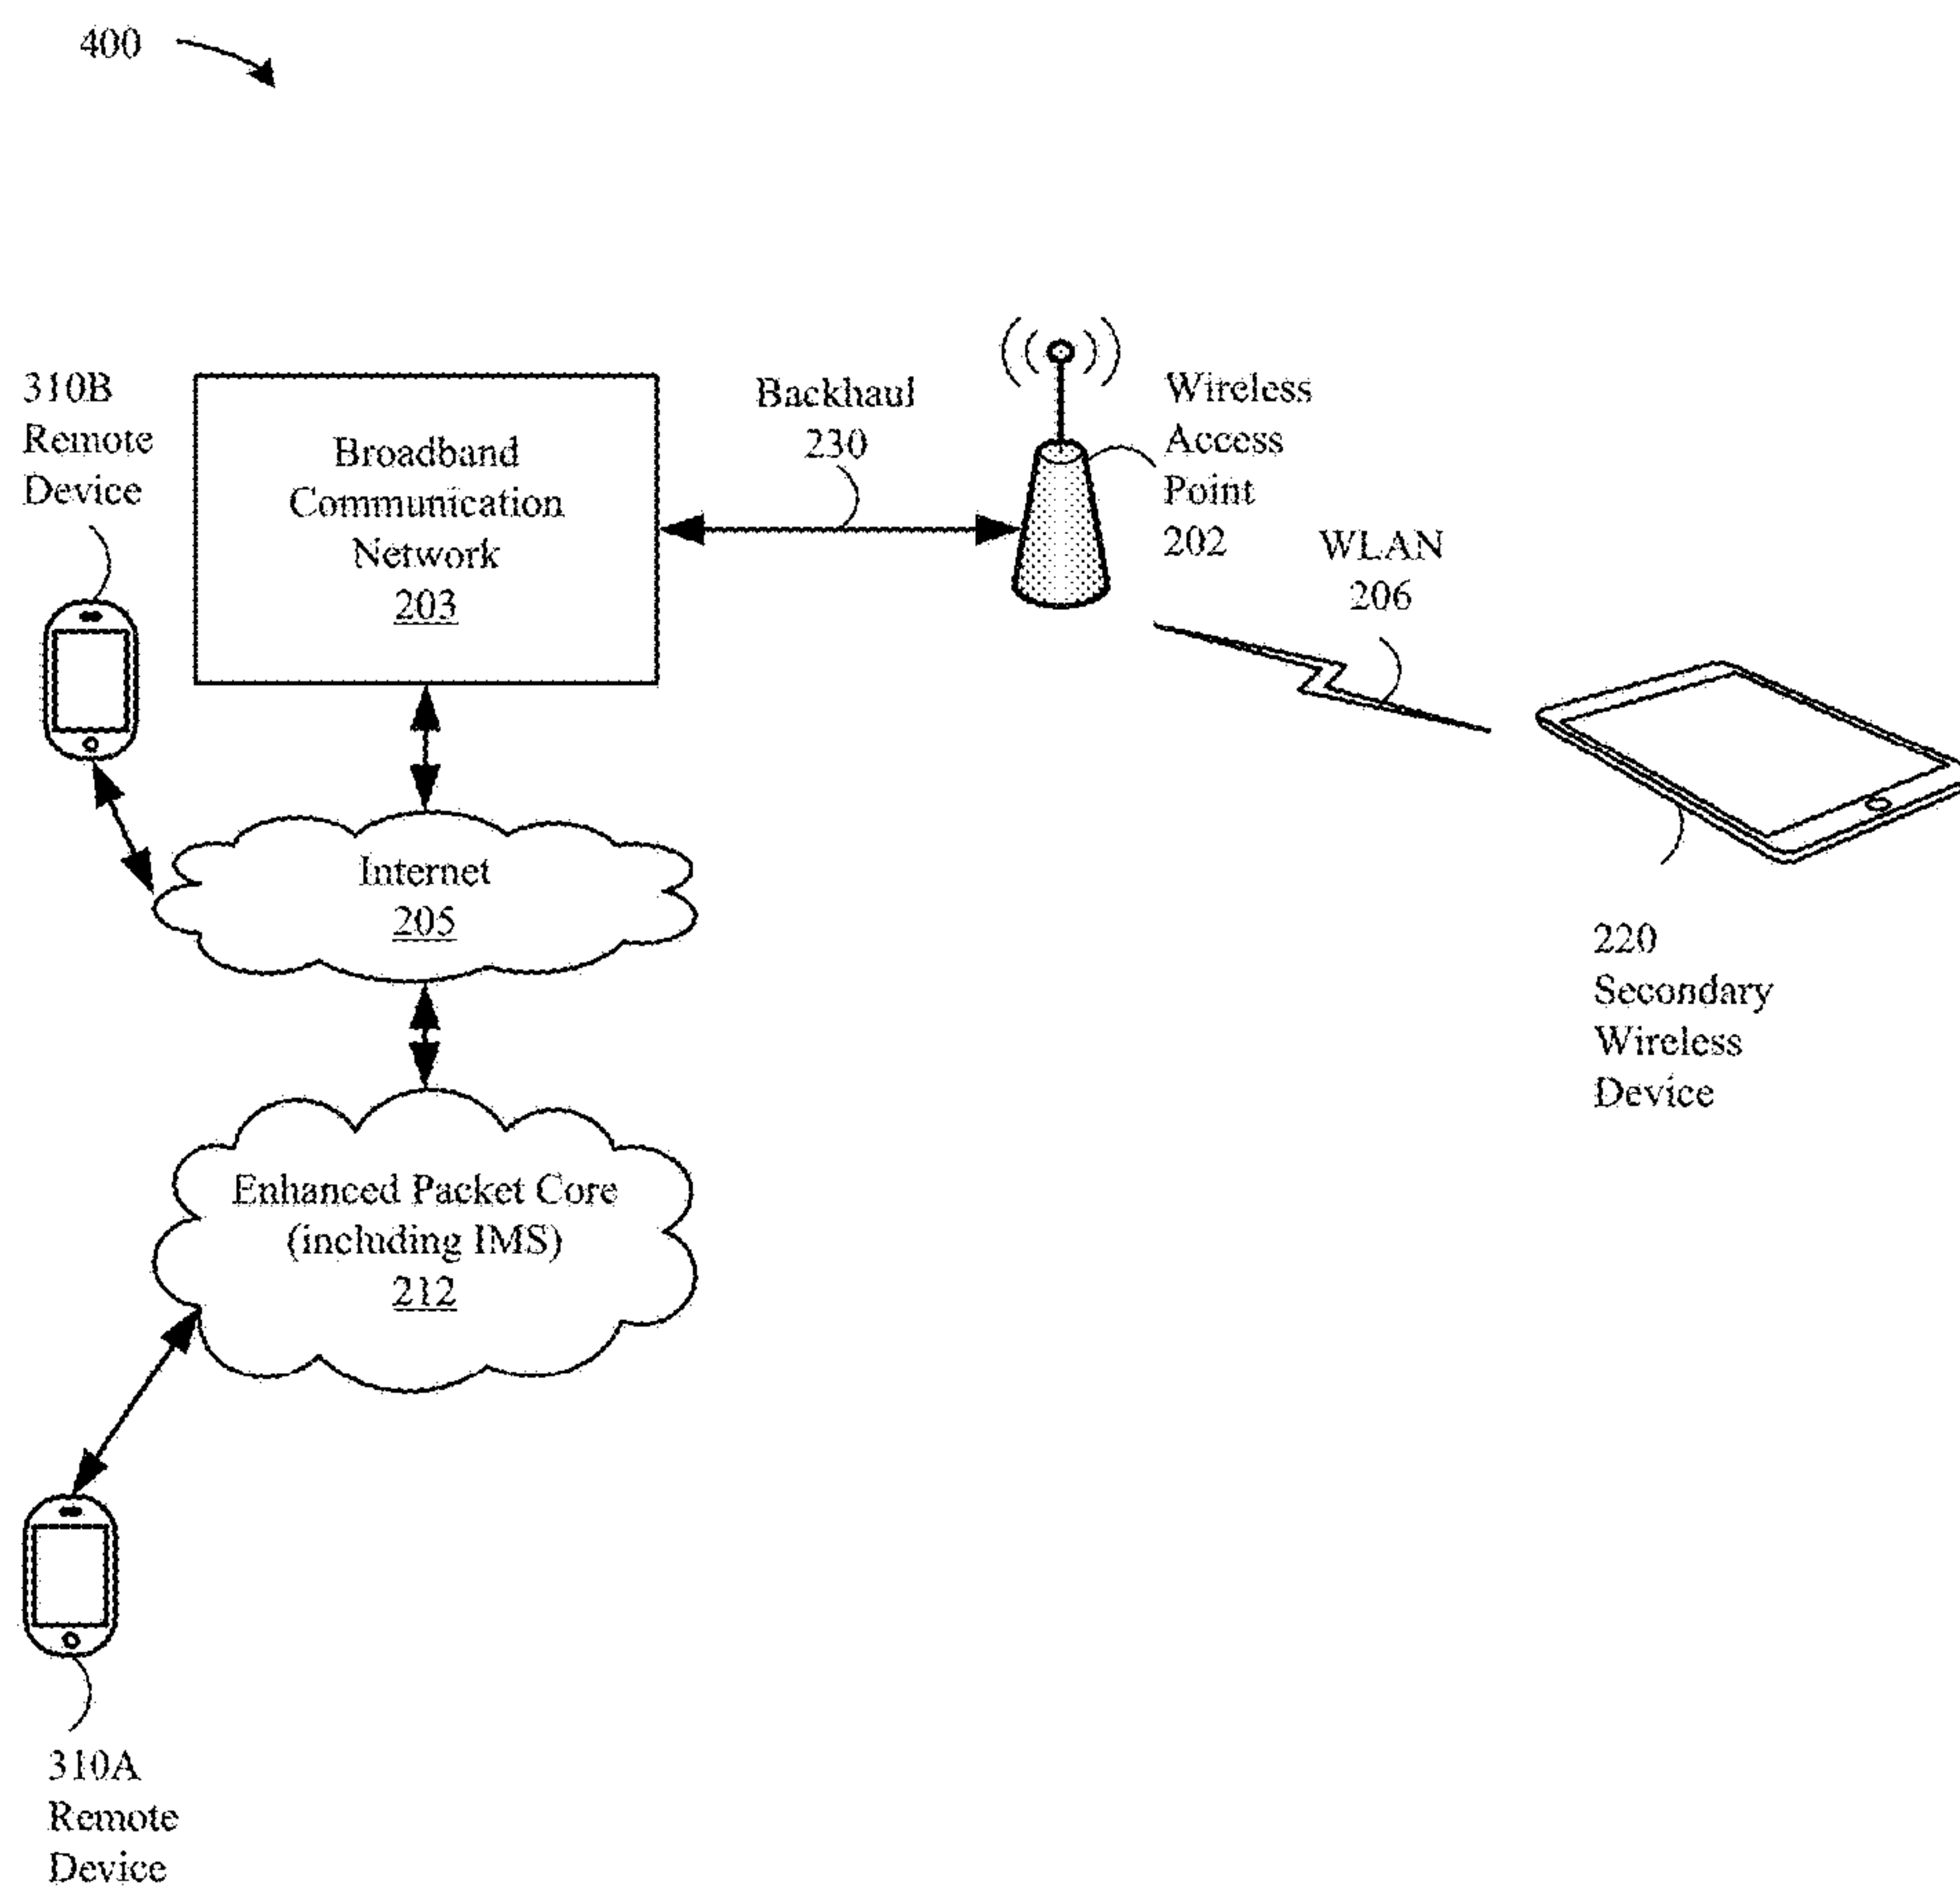 400
310B
Remote
Device
Broadband
Communication
Network
203
Backhaul
230
Wireless
Access
Point
202
WLAN
206
Internet
205
220
Secondary
Wireless
Device
Enhanced Packet Core
(including IMS)
212
310A
Remote
Device